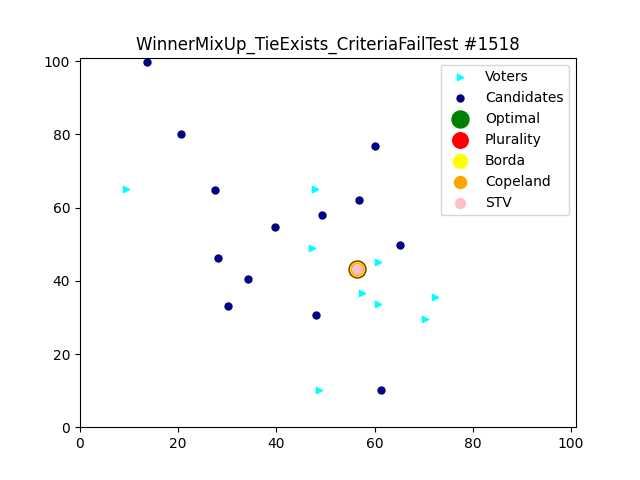 WinnerMixUp_TieExists_CriteriaFailTest #1518
100
80
60
40
20
0
0 20 40 60 80 100
Voters
Candidates
Optimal
Plurality
Borda
Copeland
STV